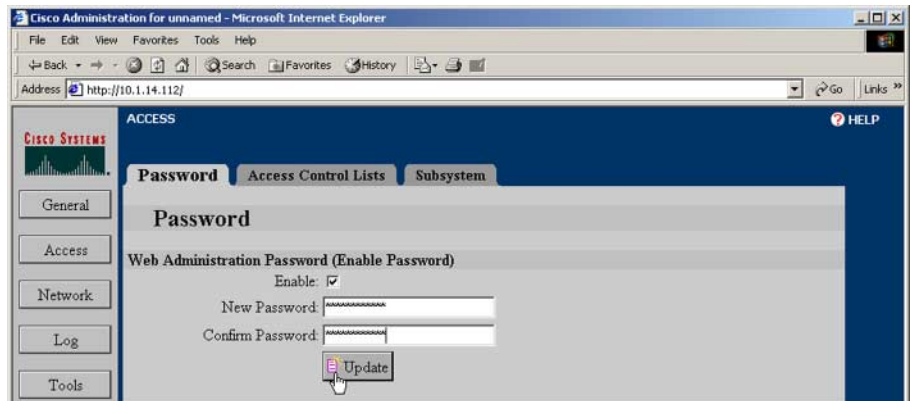 Cisco Administration for unnamed - Microsoft Internet Explorer
File Edit View Favorites Tools Help
Back Search Favorites History
Address http://10.1.14.112/ Go Links »
ACCESS HELP
CISCO SYSTEMS
Password Access Control Lists Subsystem
General
Password
Access
Web Administration Password (Enable Password)
Enable:
Network
New Password: ************
Log
Confirm Password: ************
Update
Tools